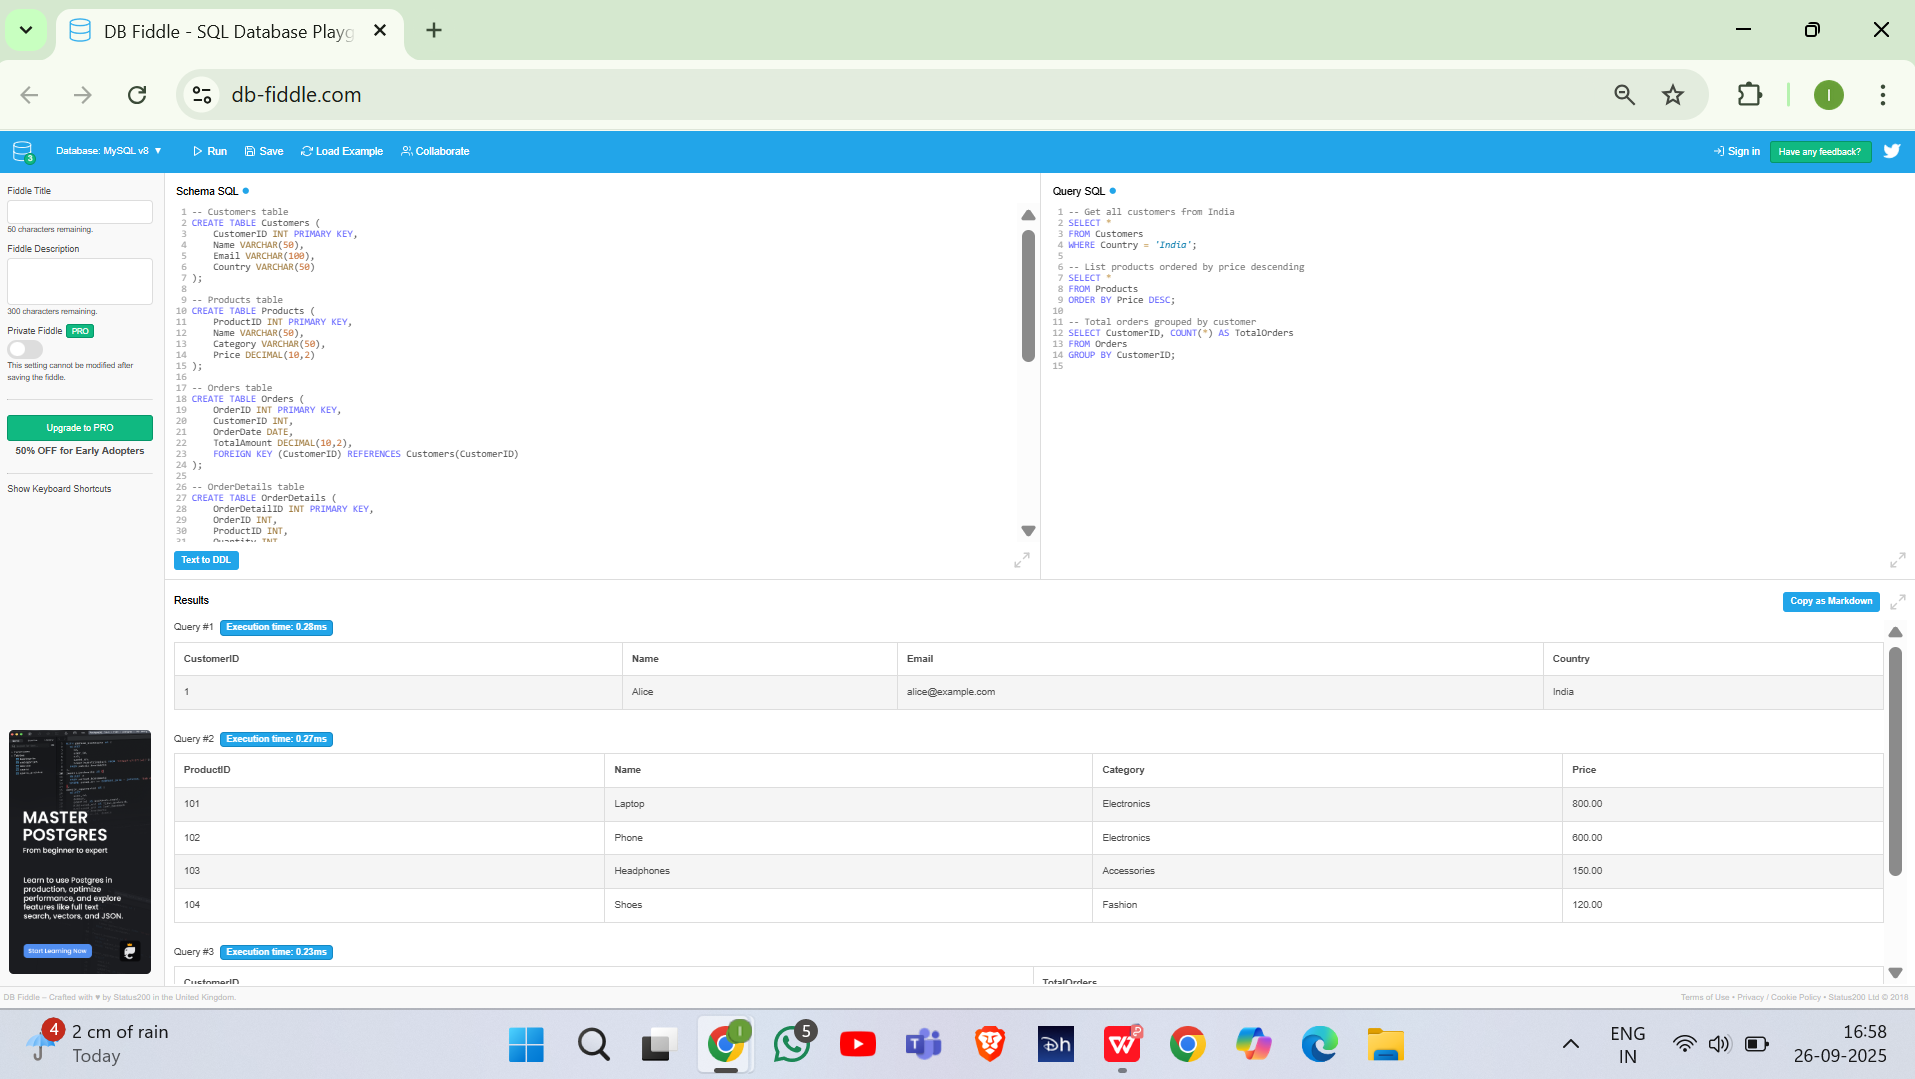 DB Fiddle - SQL Database Playg
db-fiddle.com
I
3
Database: MySQL v8 ▼
Run
Save
Load Example
Collaborate
Sign in
Have any feedback?
Fiddle Title
50 characters remaining.
Fiddle Description
300 characters remaining.
Private Fiddle PRO
This setting cannot be modified after
saving the fiddle.
Upgrade to PRO
50% OFF for Early Adopters
Show Keyboard Shortcuts
MASTER
POSTGRES
From beginner to expert
Learn to use Postgres in
production, optimize
performance, and explore
features like full text
search, vectors, and JSON.
Start Learning Now
Schema SQL
1 -- Customers table
2 CREATE TABLE Customers (
3 CustomerID INT PRIMARY KEY,
4 Name VARCHAR(50),
5 Email VARCHAR(100),
6 Country VARCHAR(50)
7 );
8
9 -- Products table
10 CREATE TABLE Products (
11 ProductID INT PRIMARY KEY,
12 Name VARCHAR(50),
13 Category VARCHAR(50),
14 Price DECIMAL(10,2)
15 );
16
17 -- Orders table
18 CREATE TABLE Orders (
19 OrderID INT PRIMARY KEY,
20 CustomerID INT,
21 OrderDate DATE,
22 TotalAmount DECIMAL(10,2),
23 FOREIGN KEY (CustomerID) REFERENCES Customers(CustomerID)
24 );
25
26 -- OrderDetails table
27 CREATE TABLE OrderDetails (
28 OrderDetailID INT PRIMARY KEY,
29 OrderID INT,
30 ProductID INT,
31 Quantity INT,
Text to DDL
Query SQL
1 -- Get all customers from India
2 SELECT *
3 FROM Customers
4 WHERE Country = 'India';
5
6 -- List products ordered by price descending
7 SELECT *
8 FROM Products
9 ORDER BY Price DESC;
10
11 -- Total orders grouped by customer
12 SELECT CustomerID, COUNT(*) AS TotalOrders
13 FROM Orders
14 GROUP BY CustomerID;
15
Results
Copy as Markdown
Query #1 Execution time: 0.28ms
CustomerID Name Email Country
1 Alice alice@example.com India
Query #2 Execution time: 0.27ms
ProductID Name Category Price
101 Laptop Electronics 800.00
102 Phone Electronics 600.00
103 Headphones Accessories 150.00
104 Shoes Fashion 120.00
Query #3 Execution time: 0.23ms
CustomerID TotalOrders
DB Fiddle – Crafted with ♥ by Status200 in the United Kingdom.
Terms of Use • Privacy / Cookie Policy • Status200 Ltd © 2018
4
2 cm of rain
Today
I
5
Dh
W
ENG
IN
16:58
26-09-2025